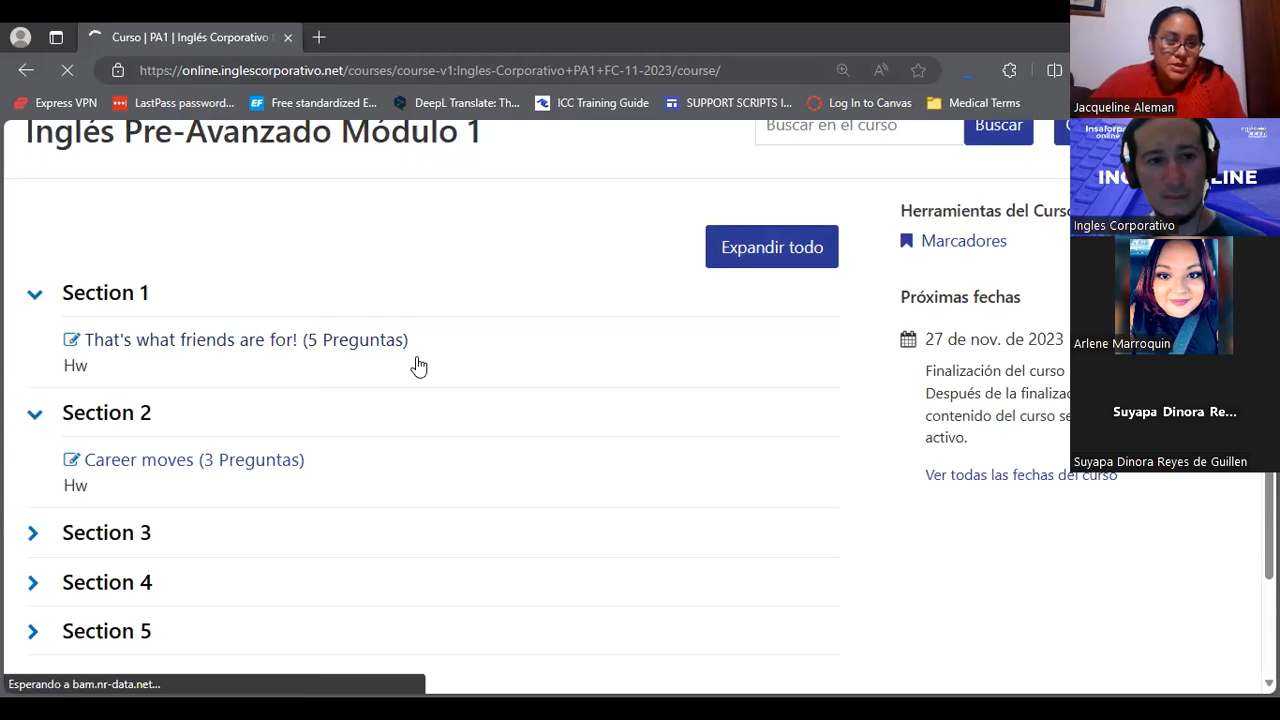 Curso | PA1 | Inglés Corporativo
https://online.inglescorporativo.net/courses/course-v1:Ingles-Corporativo+PA1+FC-11-2023/course/
Express VPN
LastPass password...
Free standardized E...
DeepL Translate: Th...
ICC Training Guide
SUPPORT SCRIPTS I...
Log In to Canvas
Medical Terms
Inglés Pre-Avanzado Módulo 1
Buscar en el curso
Buscar
Expandir todo
Section 1
That's what friends are for! (5 Preguntas)
Hw
Section 2
Career moves (3 Preguntas)
Hw
Section 3
Section 4
Section 5
Herramientas del Curso
Marcadores
Próximas fechas
27 de nov. de 2023
Finalización del curso
Después de la finaliza
contenido del curso se
activo.
Ver todas las fechas del curso
Esperando a bam.nr-data.net...
Jacqueline Aleman
Ingles Corporativo
Arlene Marroquin
Suyapa Dinora Re...
Suyapa Dinora Reyes de Guillen